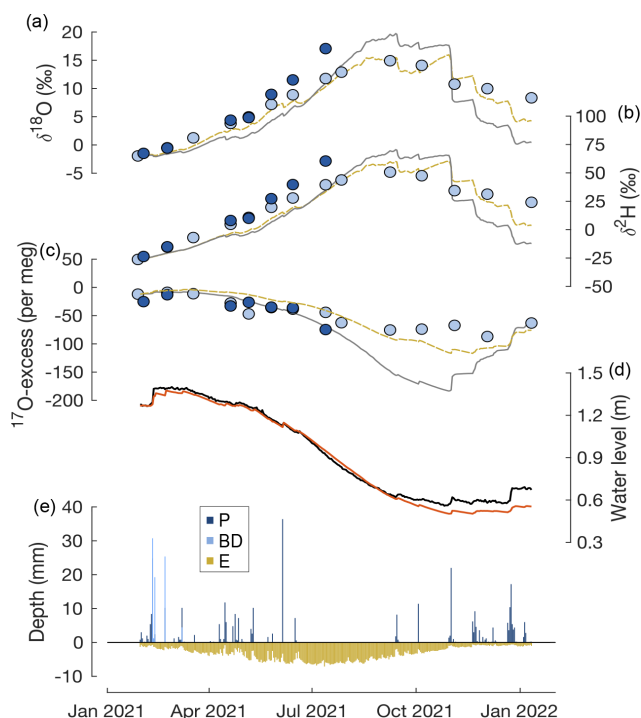 (a)
20
15
10
5
0
-5
δ¹⁸O (‰)
(b)
100
75
50
25
0
-25
-50
δ²H (‰)
(c)
50
0
-50
-100
-150
-200
¹⁷O-excess (per meg)
(d)
1.5
1.2
0.9
0.6
0.3
Water level (m)
(e)
40
30
20
10
0
-10
Depth (mm)
P
BD
E
Jan 2021 Apr 2021 Jul 2021 Oct 2021 Jan 2022